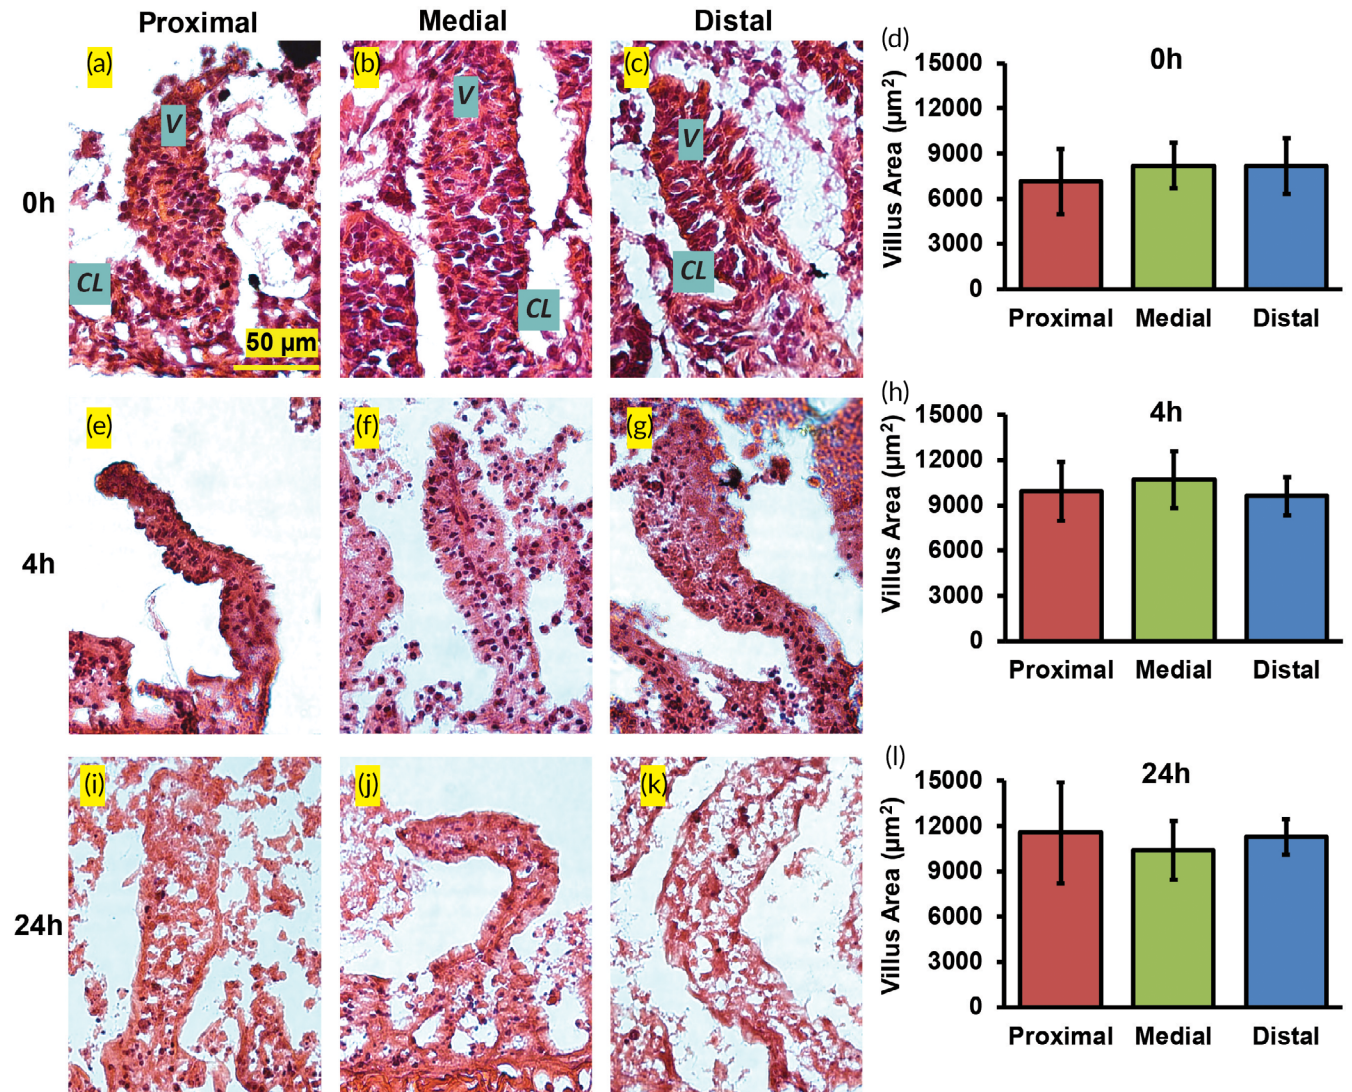 Proximal Medial Distal
0h
(a)
V
CL
50 µm
(b)
V
CL
(c)
V
CL
(d)
0h
Villus Area (µm²)
15000
12000
9000
6000
3000
0
Proximal Medial Distal
4h
(e)
(f)
(g)
(h)
4h
Villus Area (µm²)
15000
12000
9000
6000
3000
0
Proximal Medial Distal
24h
(i)
(j)
(k)
(l)
24h
Villus Area (µm²)
15000
12000
9000
6000
3000
0
Proximal Medial Distal